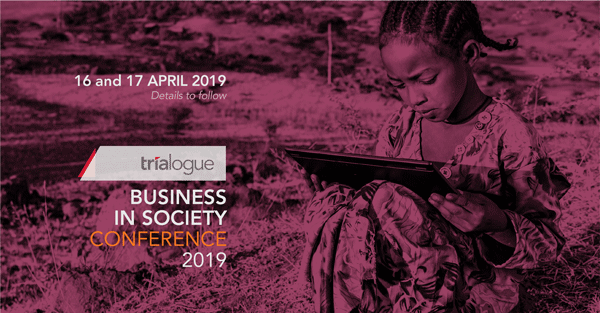 16 and 17 APRIL 2019
Details to follow
trialogue
BUSINESS
IN SOCIETY
CONFERENCE
2019